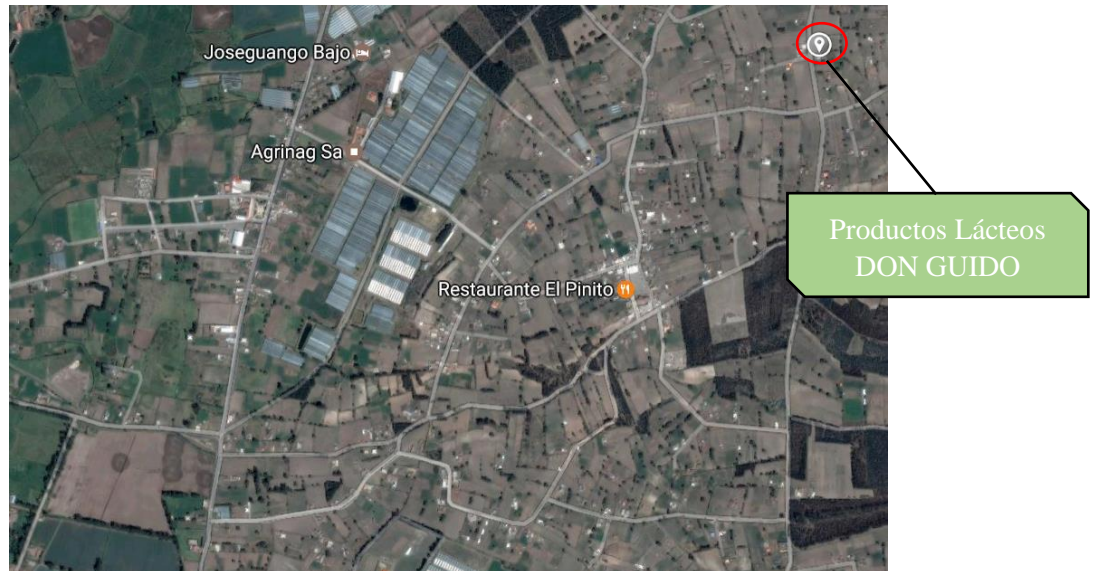 Joseguango Bajo
Agrinag Sa
Productos Lácteos
DON GUIDO
Restaurante El Pinito